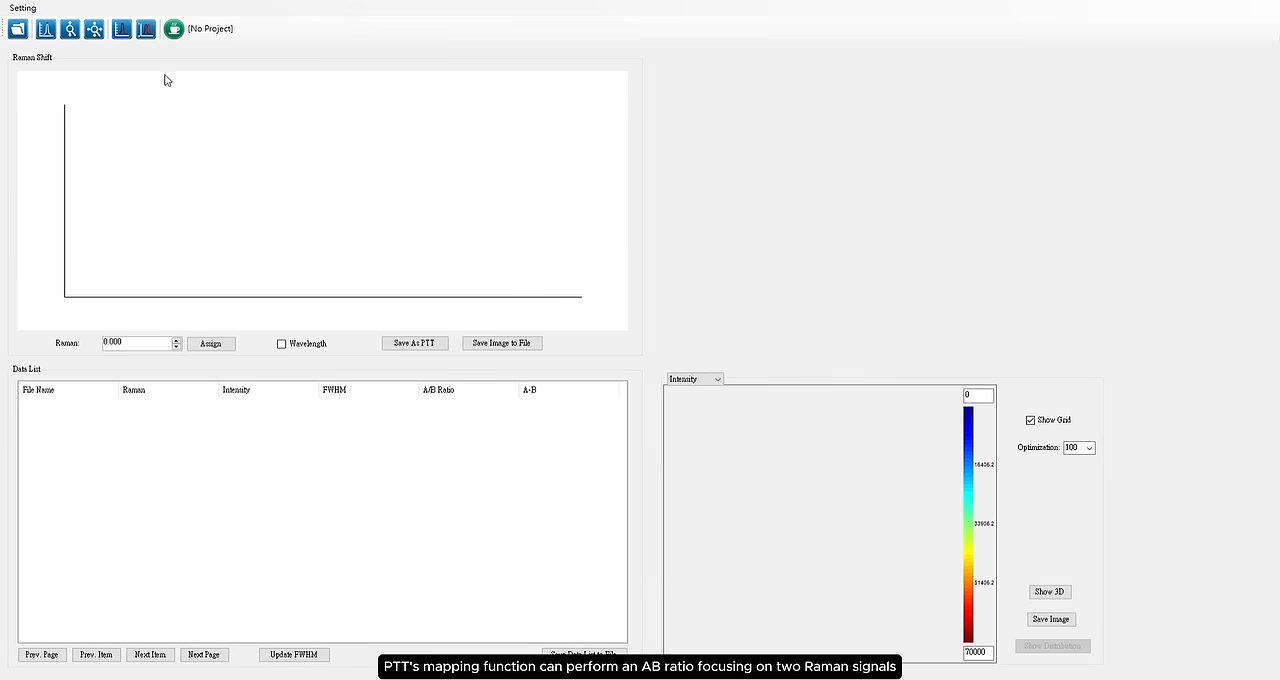 Setting
[No Project]
Raman Shift
Raman: 0.000 Assign Wavelength Save As PTT Save Image to File
Data List
File Name Raman Intensity FWHM A/B Ratio A-B
Prev. Page Prev. Item Next Item Next Page Update FWHM
Intensity
0
16406.2
33906.2
51406.2
70000
Show Grid
Optimization: 100
Show 3D
Save Image
Show Distribution
PTT's mapping function can perform an AB ratio focusing on two Raman signals